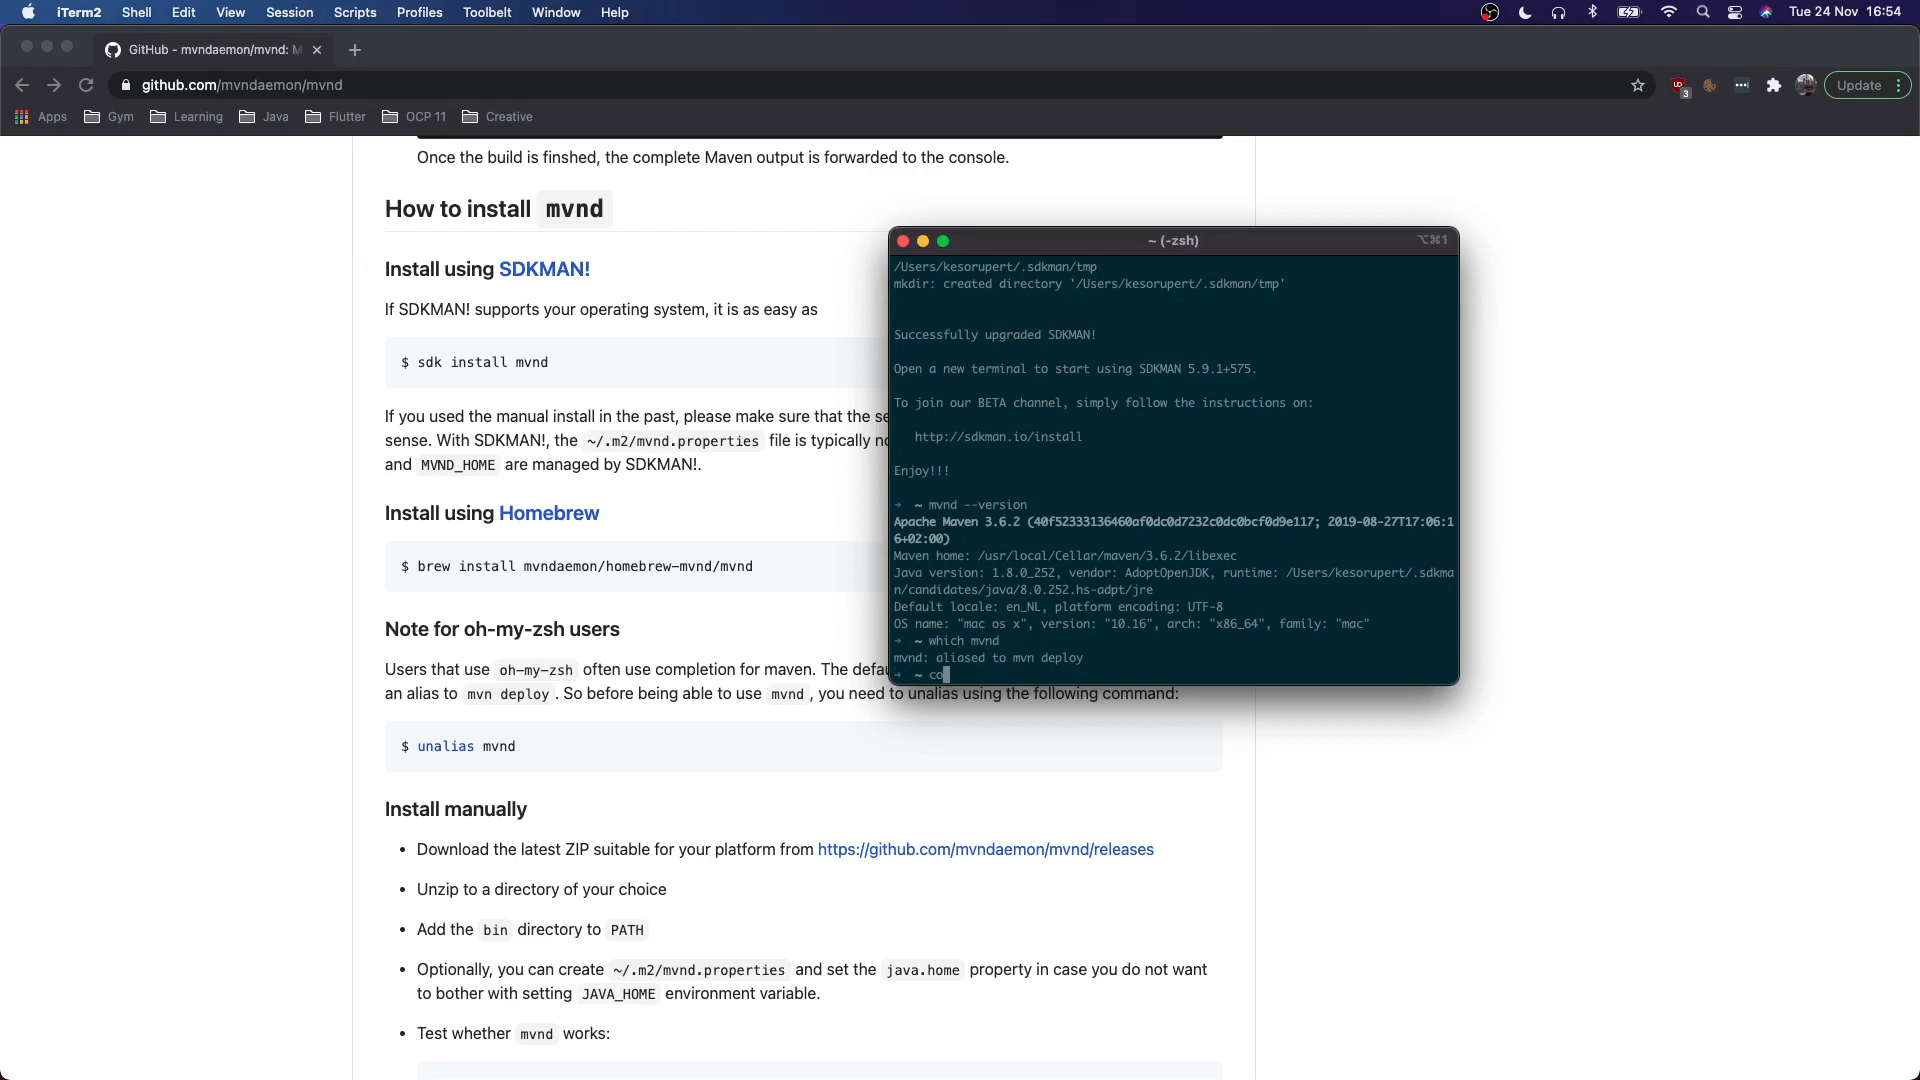 iTerm2 Shell Edit View Session Scripts Profiles Toolbelt Window Help Tue 24 Nov 16:54
GitHub - mvndaemon/mvnd: M
github.com/mvndaemon/mvnd
3
Update
Apps Gym Learning Java Flutter OCP 11 Creative
Once the build is finshed, the complete Maven output is forwarded to the console.
How to install mvnd
Install using SDKMAN!
If SDKMAN! supports your operating system, it is as easy as
$ sdk install mvnd
If you used the manual install in the past, please make sure that the se
sense. With SDKMAN!, the ~/.m2/mvnd.properties file is typically no
and MVND_HOME are managed by SDKMAN!.
Install using Homebrew
$ brew install mvndaemon/homebrew-mvnd/mvnd
Note for oh-my-zsh users
Users that use oh-my-zsh often use completion for maven. The defau
an alias to mvn deploy. So before being able to use mvnd, you need to unalias using the following command:
$ unalias mvnd
Install manually
• Download the latest ZIP suitable for your platform from https://github.com/mvndaemon/mvnd/releases
• Unzip to a directory of your choice
• Add the bin directory to PATH
• Optionally, you can create ~/.m2/mvnd.properties and set the java.home property in case you do not want
to bother with setting JAVA_HOME environment variable.
• Test whether mvnd works:
~ (-zsh) ⌥⌘1
/Users/kesorupert/.sdkman/tmp
mkdir: created directory '/Users/kesorupert/.sdkman/tmp'
Successfully upgraded SDKMAN!
Open a new terminal to start using SDKMAN 5.9.1+575.
To join our BETA channel, simply follow the instructions on:
http://sdkman.io/install
Enjoy!!!
→ ~ mvnd --version
Apache Maven 3.6.2 (40f52333136460af0dc0d7232c0dc0bcf0d9e117; 2019-08-27T17:06:1
6+02:00)
Maven home: /usr/local/Cellar/maven/3.6.2/libexec
Java version: 1.8.0_252, vendor: AdoptOpenJDK, runtime: /Users/kesorupert/.sdkma
n/candidates/java/8.0.252.hs-adpt/jre
Default locale: en_NL, platform encoding: UTF-8
OS name: "mac os x", version: "10.16", arch: "x86_64", family: "mac"
→ ~ which mvnd
mvnd: aliased to mvn deploy
→ ~ co